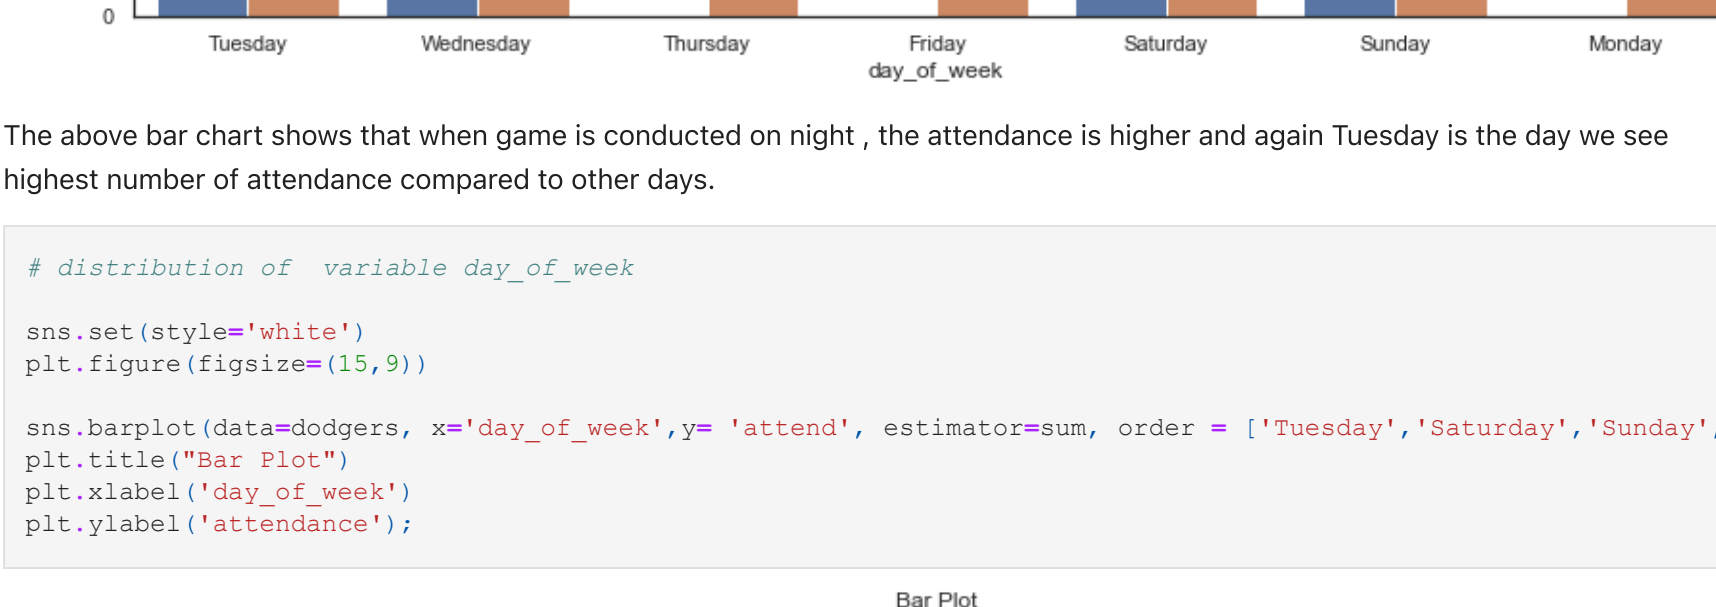 0
Tuesday Wednesday Thursday Friday Saturday Sunday Monday
day_of_week
The above bar chart shows that when game is conducted on night , the attendance is higher and again Tuesday is the day we see
highest number of attendance compared to other days.
# distribution of  variable day_of_week
sns.set(style='white')
plt.figure(figsize=(15,9))
sns.barplot(data=dodgers, x='day_of_week',y= 'attend', estimator=sum, order = ['Tuesday','Saturday','Sunday',
plt.title("Bar Plot")
plt.xlabel('day_of_week')
plt.ylabel('attendance');
Bar Plot